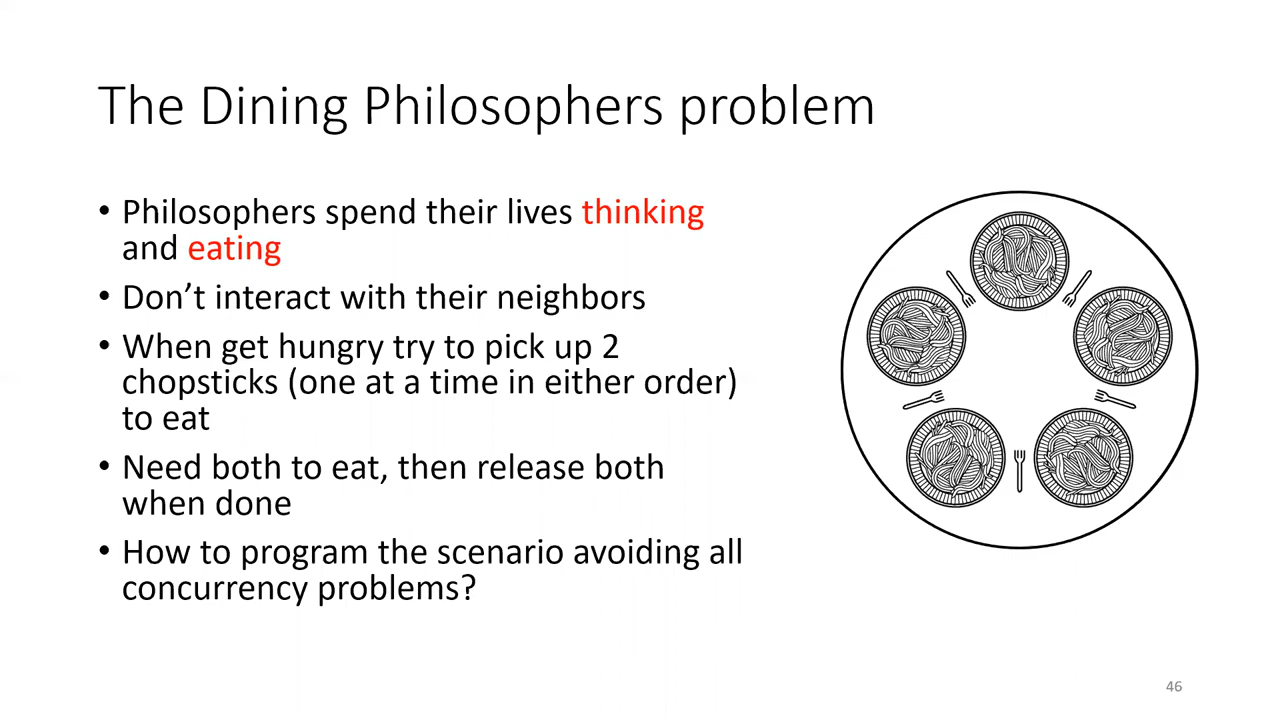 The Dining Philosophers problem
• Philosophers spend their lives thinking
and eating
• Don’t interact with their neighbors
• When get hungry try to pick up 2
chopsticks (one at a time in either order)
to eat
• Need both to eat, then release both
when done
• How to program the scenario avoiding all
concurrency problems?
46